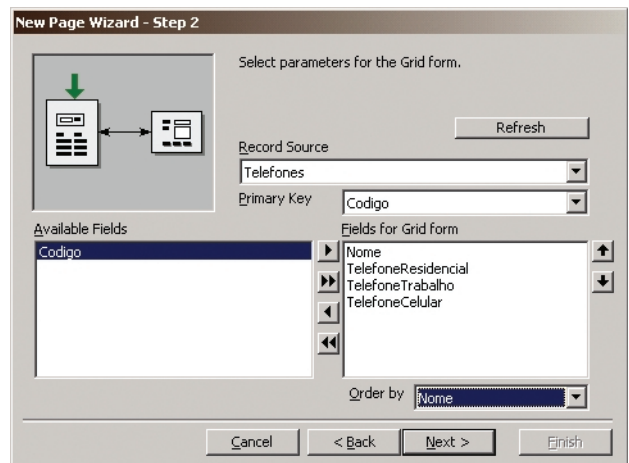 New Page Wizard - Step 2
Select parameters for the Grid form.
Refresh
Record Source
Telefones
Primary Key
Codigo
Available Fields
Codigo
Fields for Grid form
Nome
TelefoneResidencial
TelefoneTrabalho
TelefoneCelular
Order by
Nome
Cancel
< Back
Next >
Finish